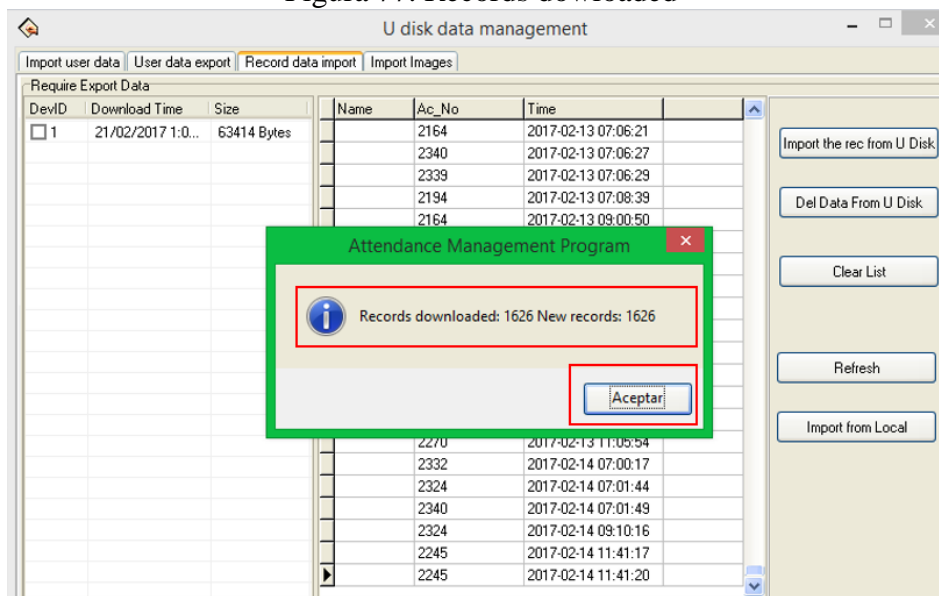 U disk data management
Import user data User data export Record data import Import Images
Require Export Data
DevID Download Time Size
1 21/02/2017 1:0... 63414 Bytes
Name Ac_No Time
2164 2017-02-13 07:06:21
2340 2017-02-13 07:06:27
2339 2017-02-13 07:06:29
2194 2017-02-13 07:08:39
2164 2017-02-13 09:00:50
Attendance Management Program
Records downloaded: 1626 New records: 1626
Aceptar
2270 2017-02-13 11:05:54
2332 2017-02-14 07:00:17
2324 2017-02-14 07:01:44
2340 2017-02-14 07:01:49
2324 2017-02-14 09:10:16
2245 2017-02-14 11:41:17
2245 2017-02-14 11:41:20
Import the rec from U Disk
Del Data From U Disk
Clear List
Refresh
Import from Local